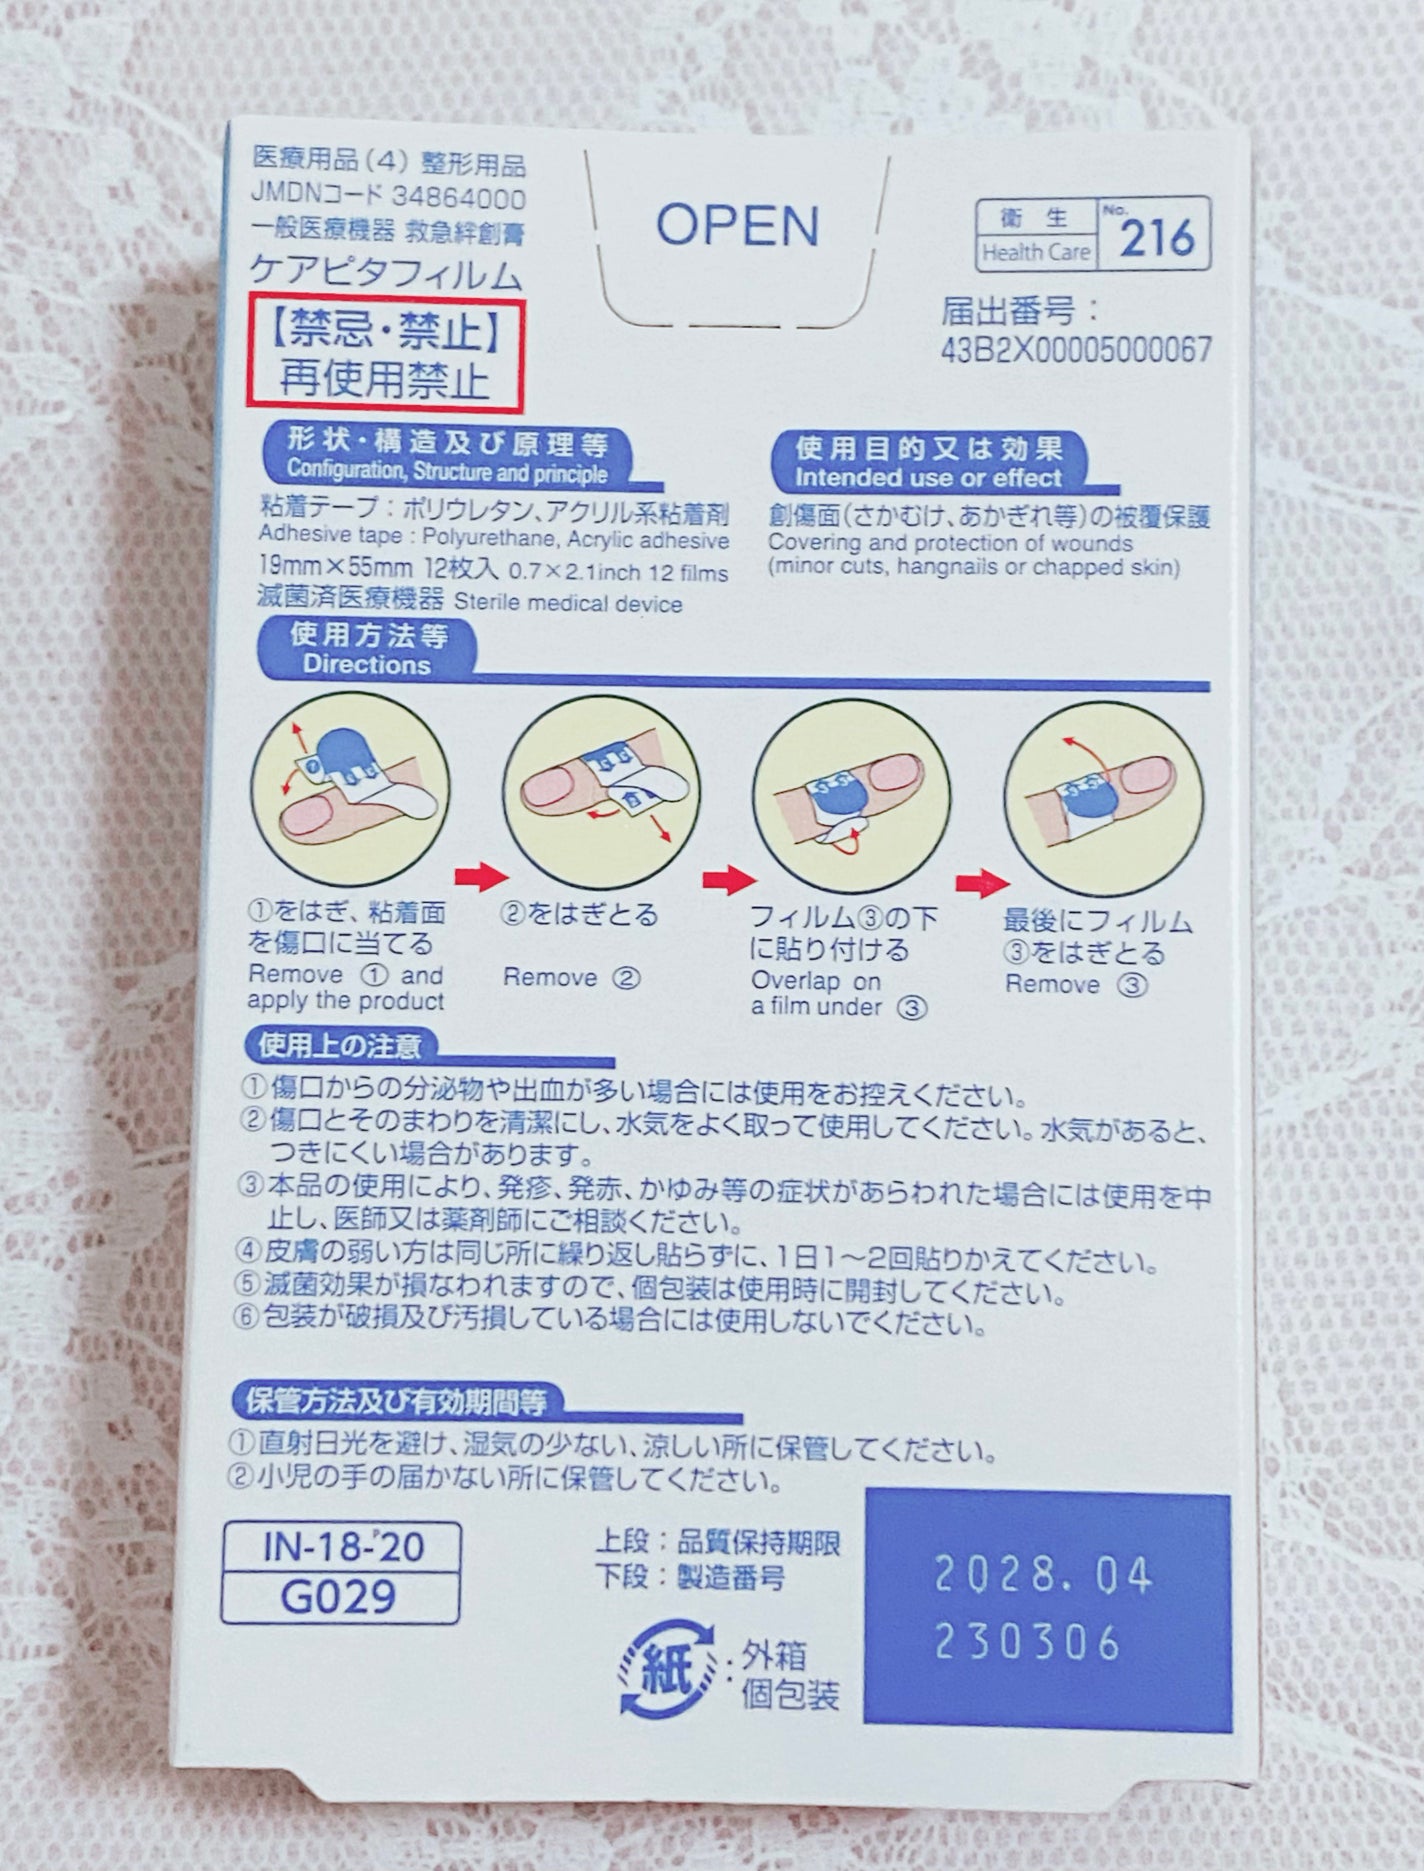 医療用品(4) 整形用品
JMDNコード 34864000
一般医療機器 救急絆創膏
ケアピタフィルム
【禁忌・禁止】
再使用禁止
OPEN
衛 生
Health Care
No.
216
届出番号：
43B2X00005000067
形状・構造及び原理等
Configuration, Structure and principle
粘着テープ：ポリウレタン、アクリル系粘着剤
Adhesive tape : Polyurethane, Acrylic adhesive
19mm×55mm 12枚入 0.7×2.1inch 12 films
滅菌済医療機器 Sterile medical device
使用目的又は効果
Intended use or effect
創傷面(さかむけ、あかぎれ等)の被覆保護
Covering and protection of wounds
(minor cuts, hangnails or chapped skin)
使用方法等
Directions
①をはぎ、粘着面
を傷口に当てる
Remove ① and
apply the product
②をはぎとる
Remove ②
フィルム③の下
に貼り付ける
Overlap on
a film under ③
最後にフィルム
③をはぎとる
Remove ③
使用上の注意
①傷口からの分泌物や出血が多い場合には使用をお控えください。
②傷口とそのまわりを清潔にし、水気をよく取って使用してください。水気があると、
つきにくい場合があります。
③本品の使用により、発疹、発赤、かゆみ等の症状があらわれた場合には使用を中
止し、医師又は薬剤師にご相談ください。
④皮膚の弱い方は同じ所に繰り返し貼らずに、1日1〜2回貼りかえてください。
⑤滅菌効果が損なわれますので、個包装は使用時に開封してください。
⑥包装が破損及び汚損している場合には使用しないでください。
保管方法及び有効期間等
①直射日光を避け、湿気の少ない、涼しい所に保管してください。
②小児の手の届かない所に保管してください。
IN-18-'20
G029
上段：品質保持期限
下段：製造番号
紙：外箱
個包装
2028.04
230306